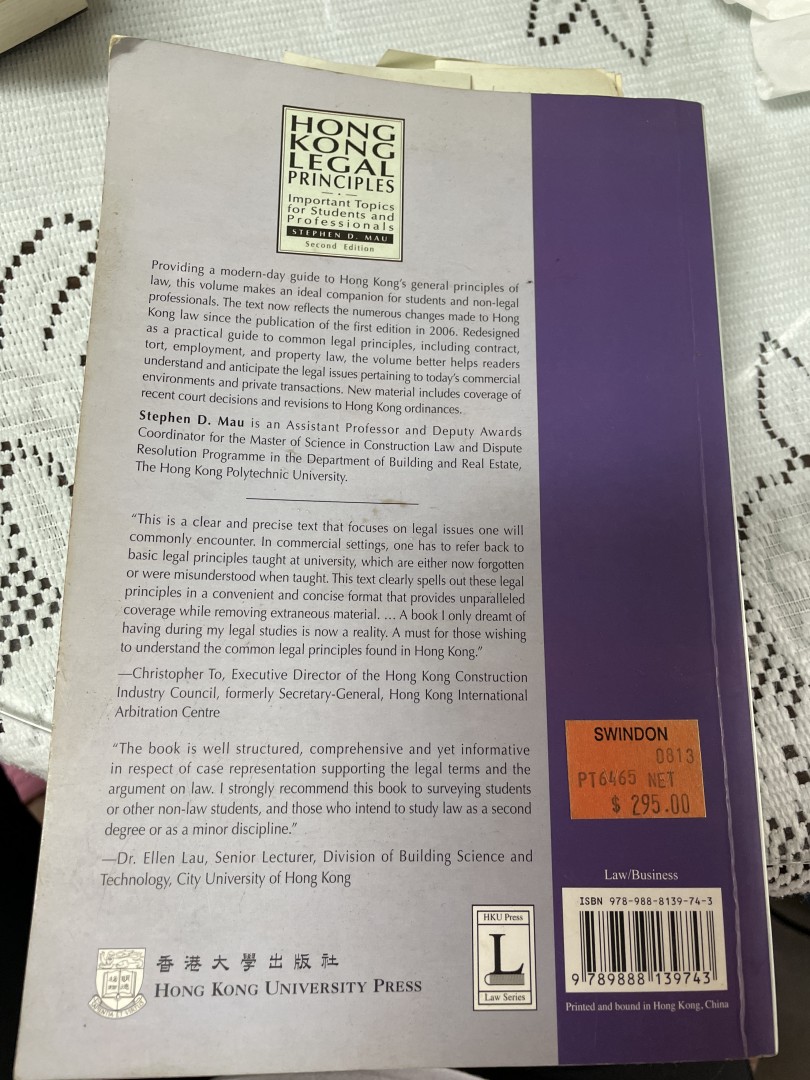 HONG
KONG
LEGAL
PRINCIPLES
Important Topics
for Students and
Professionals
STEPHEN D. MAU
Second Edition
Providing a modern-day guide to Hong Kong's general principles of
law, this volume makes an ideal companion for students and non-legal
professionals. The text now reflects the numerous changes made to Hong
Kong law since the publication of the first edition in 2006. Redesigned
as a practical guide to common legal principles, including contract,
tort, employment, and property law, the volume better helps readers
understand and anticipate the legal issues pertaining to today's commercial
environments and private transactions. New material includes coverage of
recent court decisions and revisions to Hong Kong ordinances.
Stephen D. Mau is an Assistant Professor and Deputy Awards
Coordinator for the Master of Science in Construction Law and Dispute
Resolution Programme in the Department of Building and Real Estate,
The Hong Kong Polytechnic University.
"This is a clear and precise text that focuses on legal issues one will
commonly encounter. In commercial settings, one has to refer back to
basic legal principles taught at university, which are either now forgotten
or were misunderstood when taught. This text clearly spells out these legal
principles in a convenient and concise format that provides unparalleled
coverage while removing extraneous material. … A book I only dreamt of
having during my legal studies is now a reality. A must for those wishing
to understand the common legal principles found in Hong Kong."
—Christopher To, Executive Director of the Hong Kong Construction
Industry Council, formerly Secretary-General, Hong Kong International
Arbitration Centre
"The book is well structured, comprehensive and yet informative
in respect of case representation supporting the legal terms and the
argument on law. I strongly recommend this book to surveying students
or other non-law students, and those who intend to study law as a second
degree or as a minor discipline."
—Dr. Ellen Lau, Senior Lecturer, Division of Building Science and
Technology, City University of Hong Kong
香港大學出版社
HONG KONG UNIVERSITY PRESS
HKU Press
L
Law Series
SWINDON
0813
PT6465 NET
$ 295.00
Law/Business
ISBN 978-988-8139-74-3
9 789888 139743
Printed and bound in Hong Kong, China